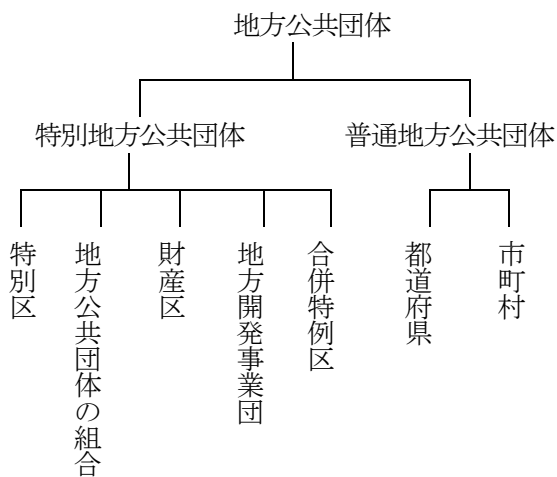 地方公共団体
特別地方公共団体
普通地方公共団体
特別区
地方公共団体の組合
財産区
地方開発事業団
合併特例区
都道府県
市町村